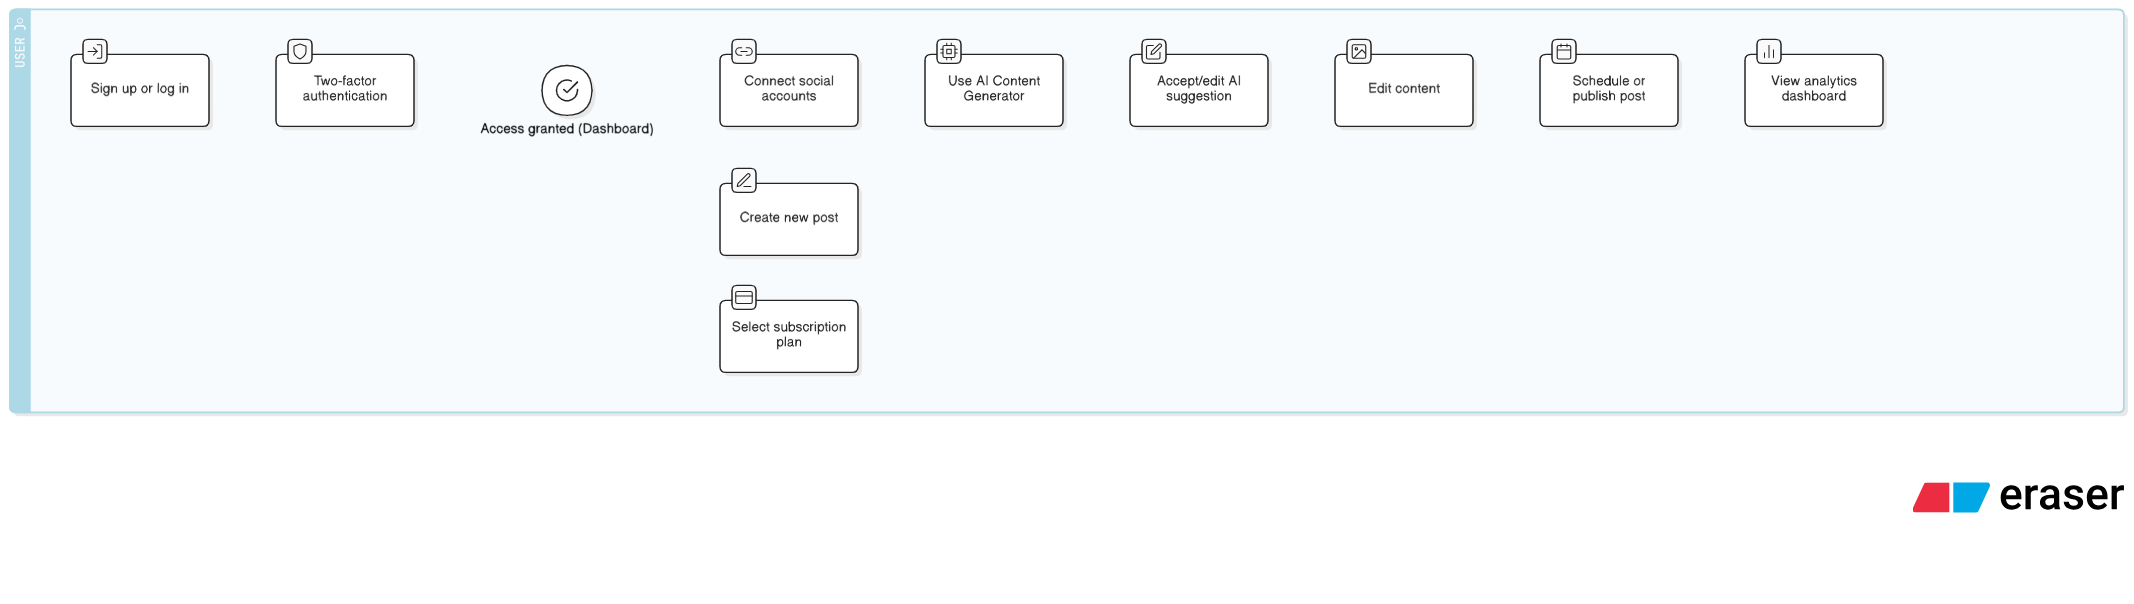 USER
Sign up or log in
Two-factor
authentication
Access granted (Dashboard)
Connect social
accounts
Use AI Content
Generator
Accept/edit AI
suggestion
Edit content
Schedule or
publish post
View analytics
dashboard
Create new post
Select subscription
plan
eraser